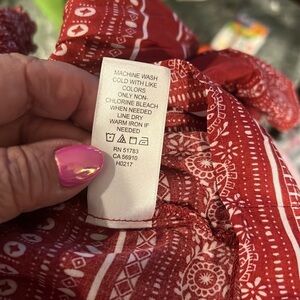 MACHINE WASH
COLD WITH LIKE
COLORS
ONLY NON-
CHLORINE BLEACH
WHEN NEEDED
LINE DRY
WARM IRON IF
NEEDED
RN 51783
CA 56910
H0217